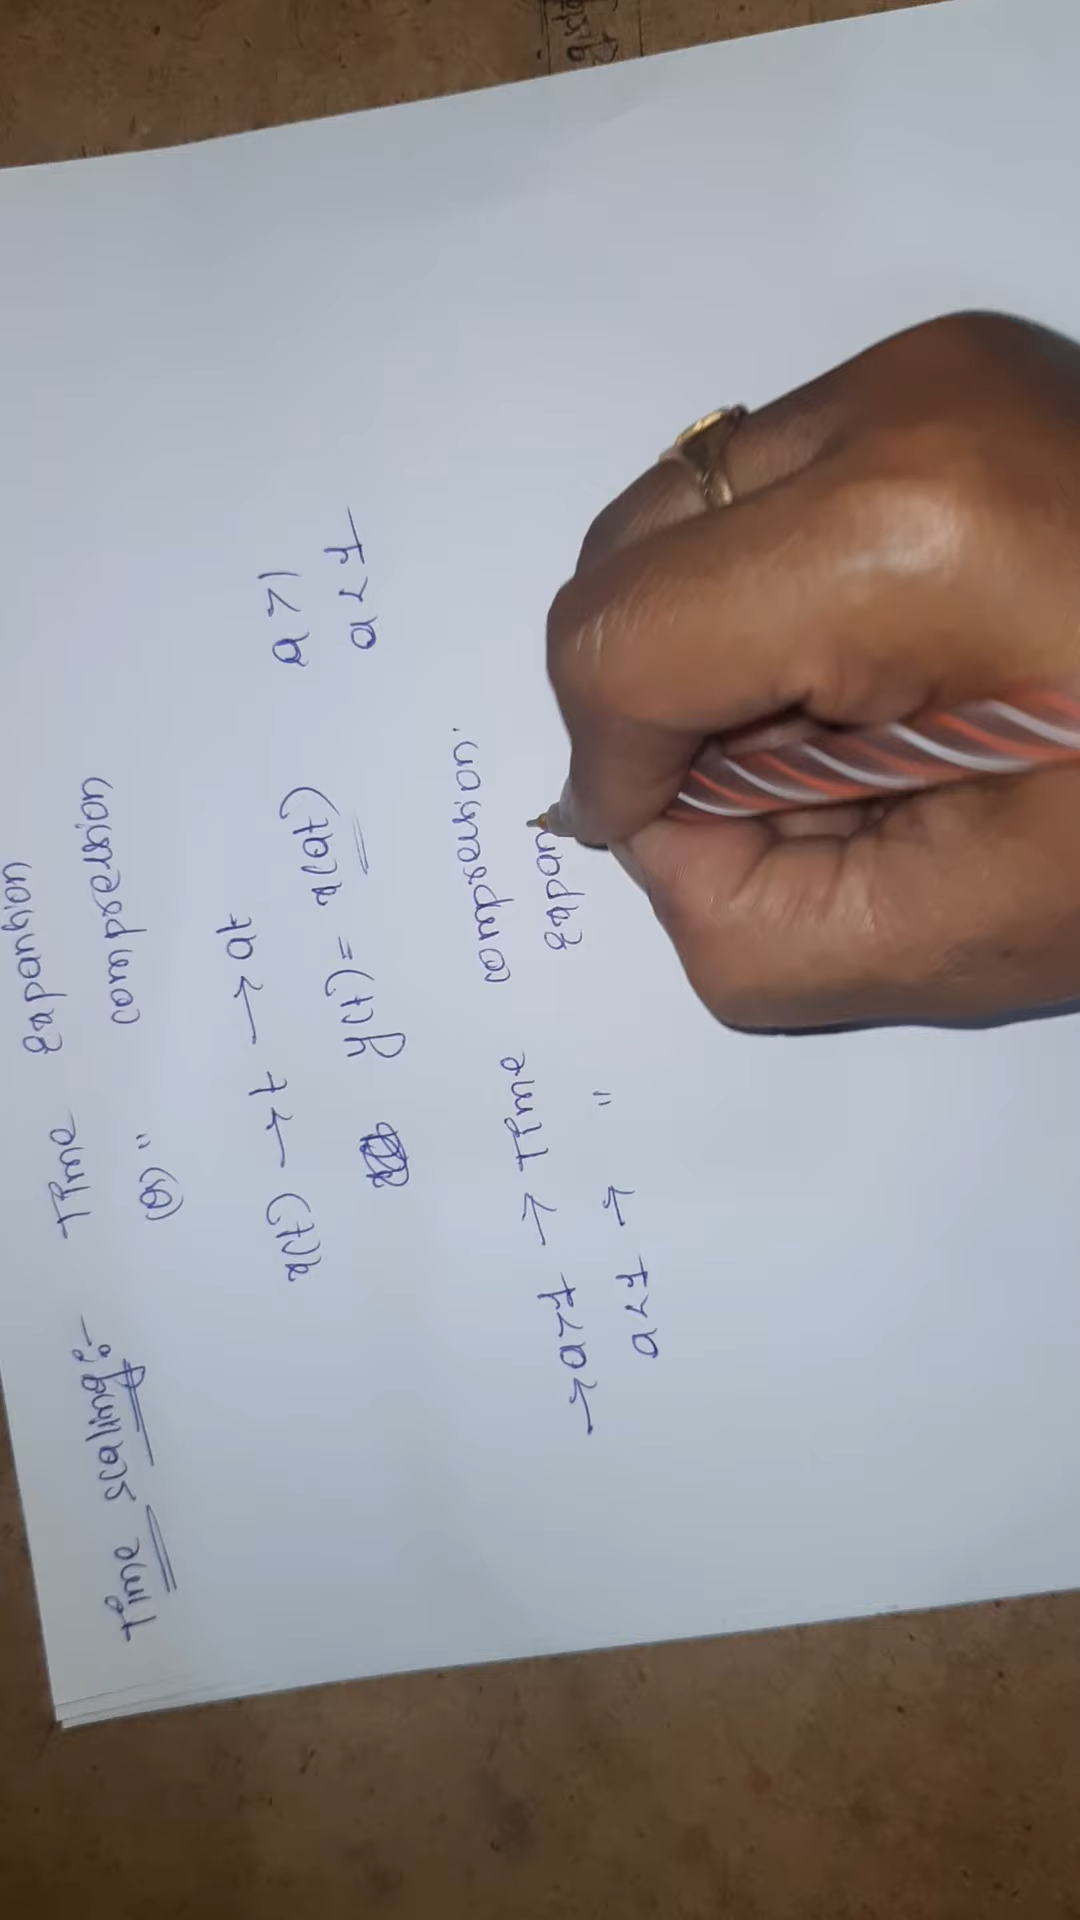 Time scaling:- Time Expansion
(or) " compression
x(t) → t → at
y(t) = x(at) a > 1
a < 1
→ a>1 → Time compression.
a<1 → " Expan